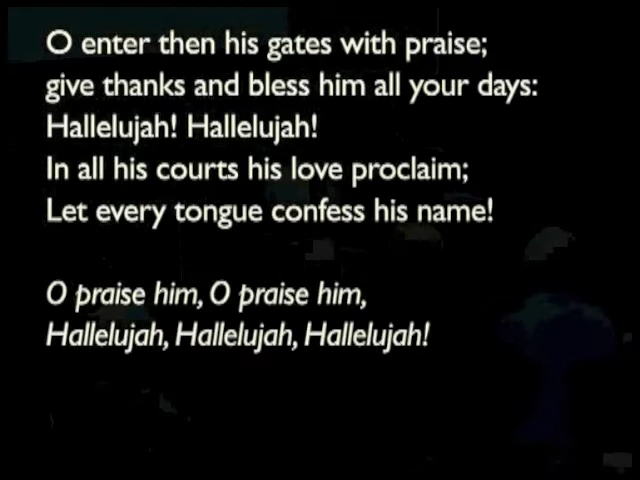 O enter then his gates with praise;
give thanks and bless him all your days:
Hallelujah! Hallelujah!
In all his courts his love proclaim;
Let every tongue confess his name!
O praise him, O praise him,
Hallelujah, Hallelujah, Hallelujah!